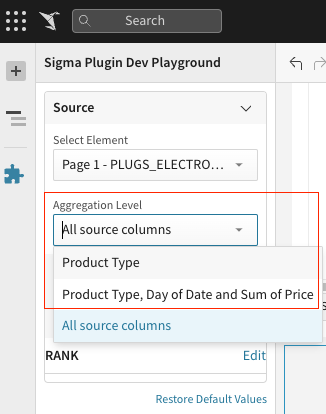 Search
Sigma Plugin Dev Playground
Source
Select Element
Page 1 - PLUGS_ELECTRO...
Aggregation Level
All source columns
Product Type
Product Type, Day of Date and Sum of Price
All source columns
RANK Edit
Restore Default Values